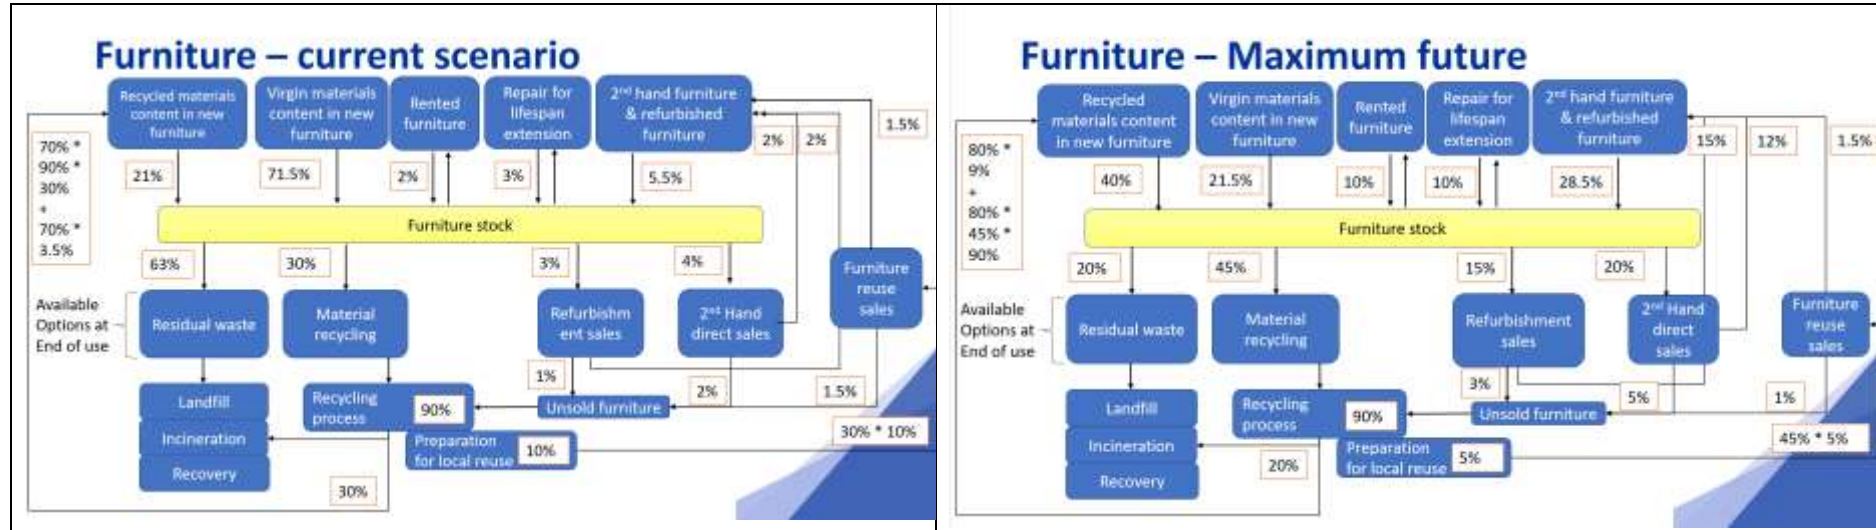 Furniture – current scenario
Recycled materials
content in new
furniture
Virgin materials
content in new
furniture
Rented
furniture
Repair for
lifespan
extension
2nd hand furniture
& refurbished
furniture
2%
2%
1.5%
70% *
90% *
30%
+
70% *
3.5%
21%
71.5%
2%
3%
5.5%
Furniture stock
63%
30%
3%
4%
Furniture
reuse
sales
Available
Options at
End of use
Residual waste
Material
recycling
Refurbishm
ent sales
2nd Hand
direct sales
1%
2%
1.5%
Landfill
Incineration
Recovery
Recycling
process
90%
Unsold furniture
30% * 10%
Preparation
for local reuse
10%
30%
Furniture – Maximum future
Recycled
materials content
in new furniture
Virgin materials
content in new
furniture
Rented
furniture
Repair for
lifespan
extension
2nd hand furniture
& refurbished
furniture
15%
12%
1.5%
80% *
9%
+
80% *
45% *
90%
40%
21.5%
10%
10%
28.5%
Furniture stock
20%
45%
15%
20%
Available
Options at
End of use
Residual waste
Material
recycling
Refurbishment
sales
2nd Hand
direct
sales
Furniture
reuse
sales
3%
5%
1%
Landfill
Incineration
Recovery
Recycling
process
90%
Unsold furniture
45% * 5%
Preparation
for local reuse
5%
20%